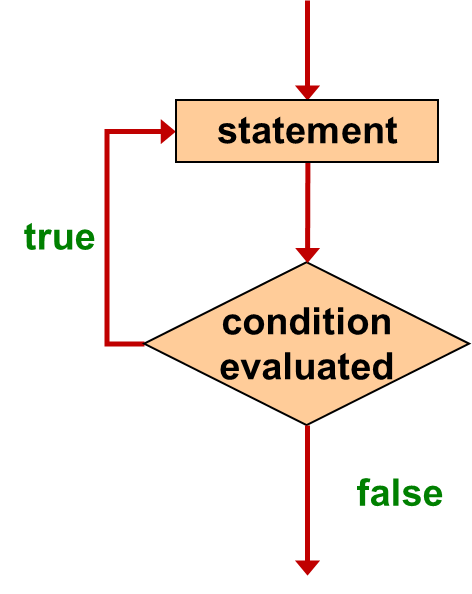 statement
true
condition
evaluated
false